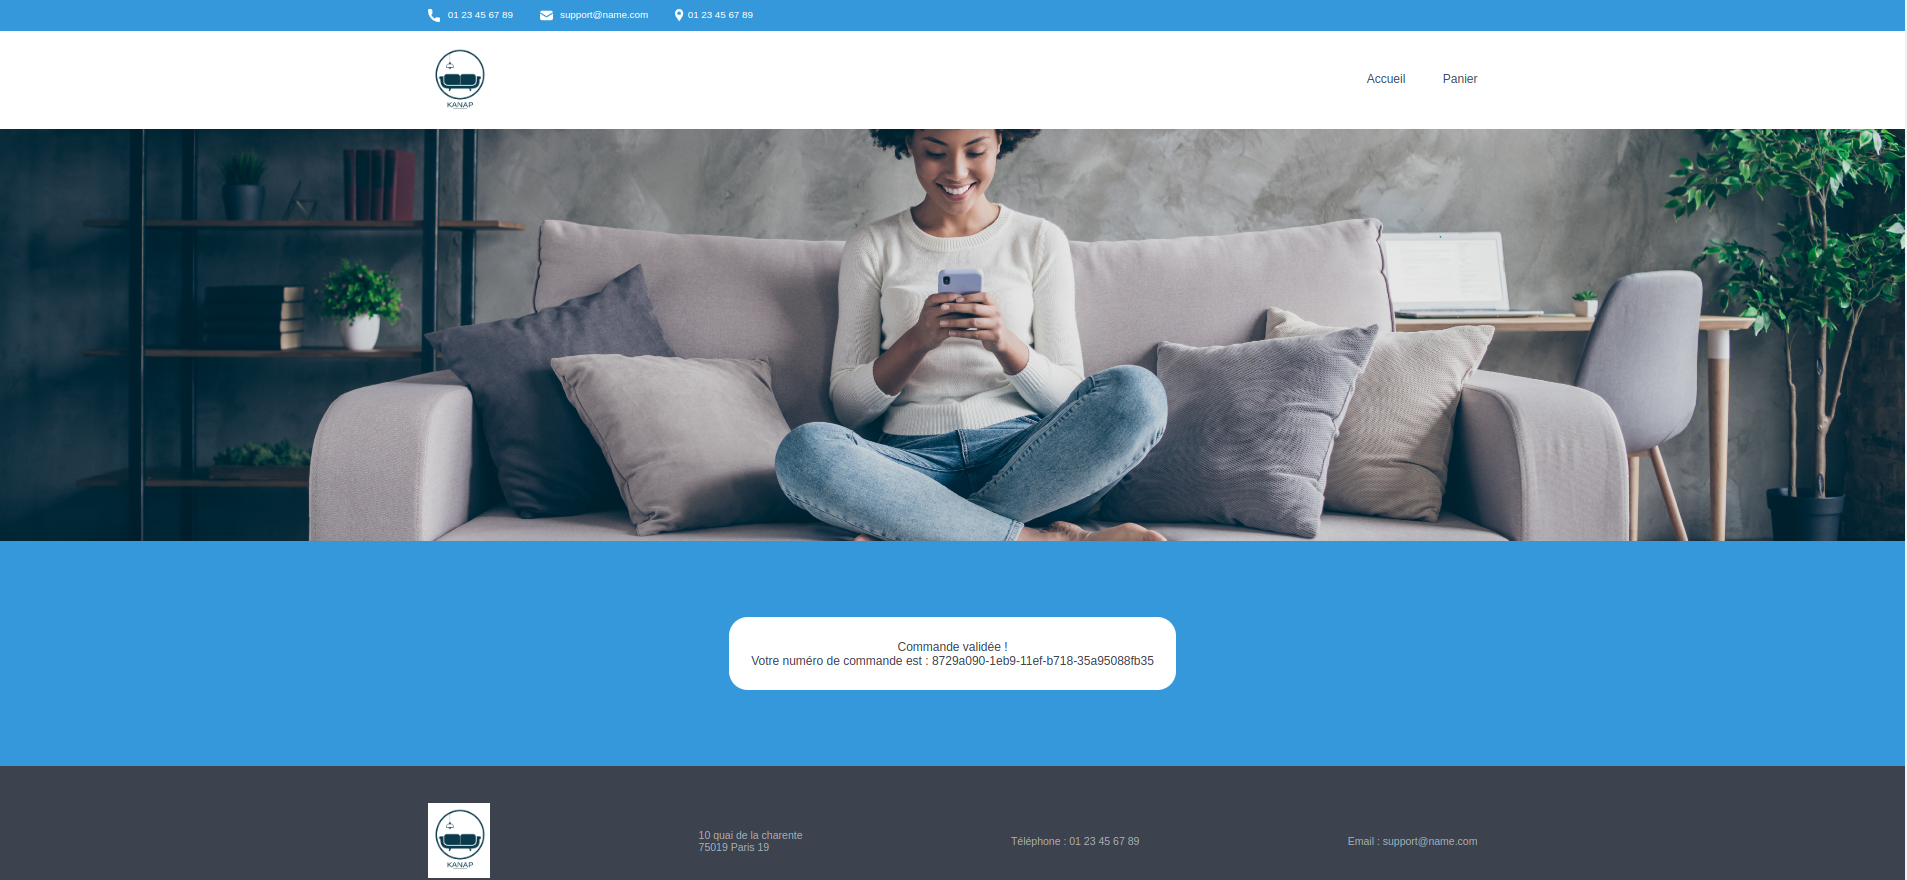 01 23 45 67 89
support@name.com
01 23 45 67 89
KANAP
Accueil
Panier
Commande validée !
Votre numéro de commande est : 8729a090-1eb9-11ef-b718-35a95088fb35
KANAP
10 quai de la charente
75019 Paris 19
Téléphone : 01 23 45 67 89
Email : support@name.com